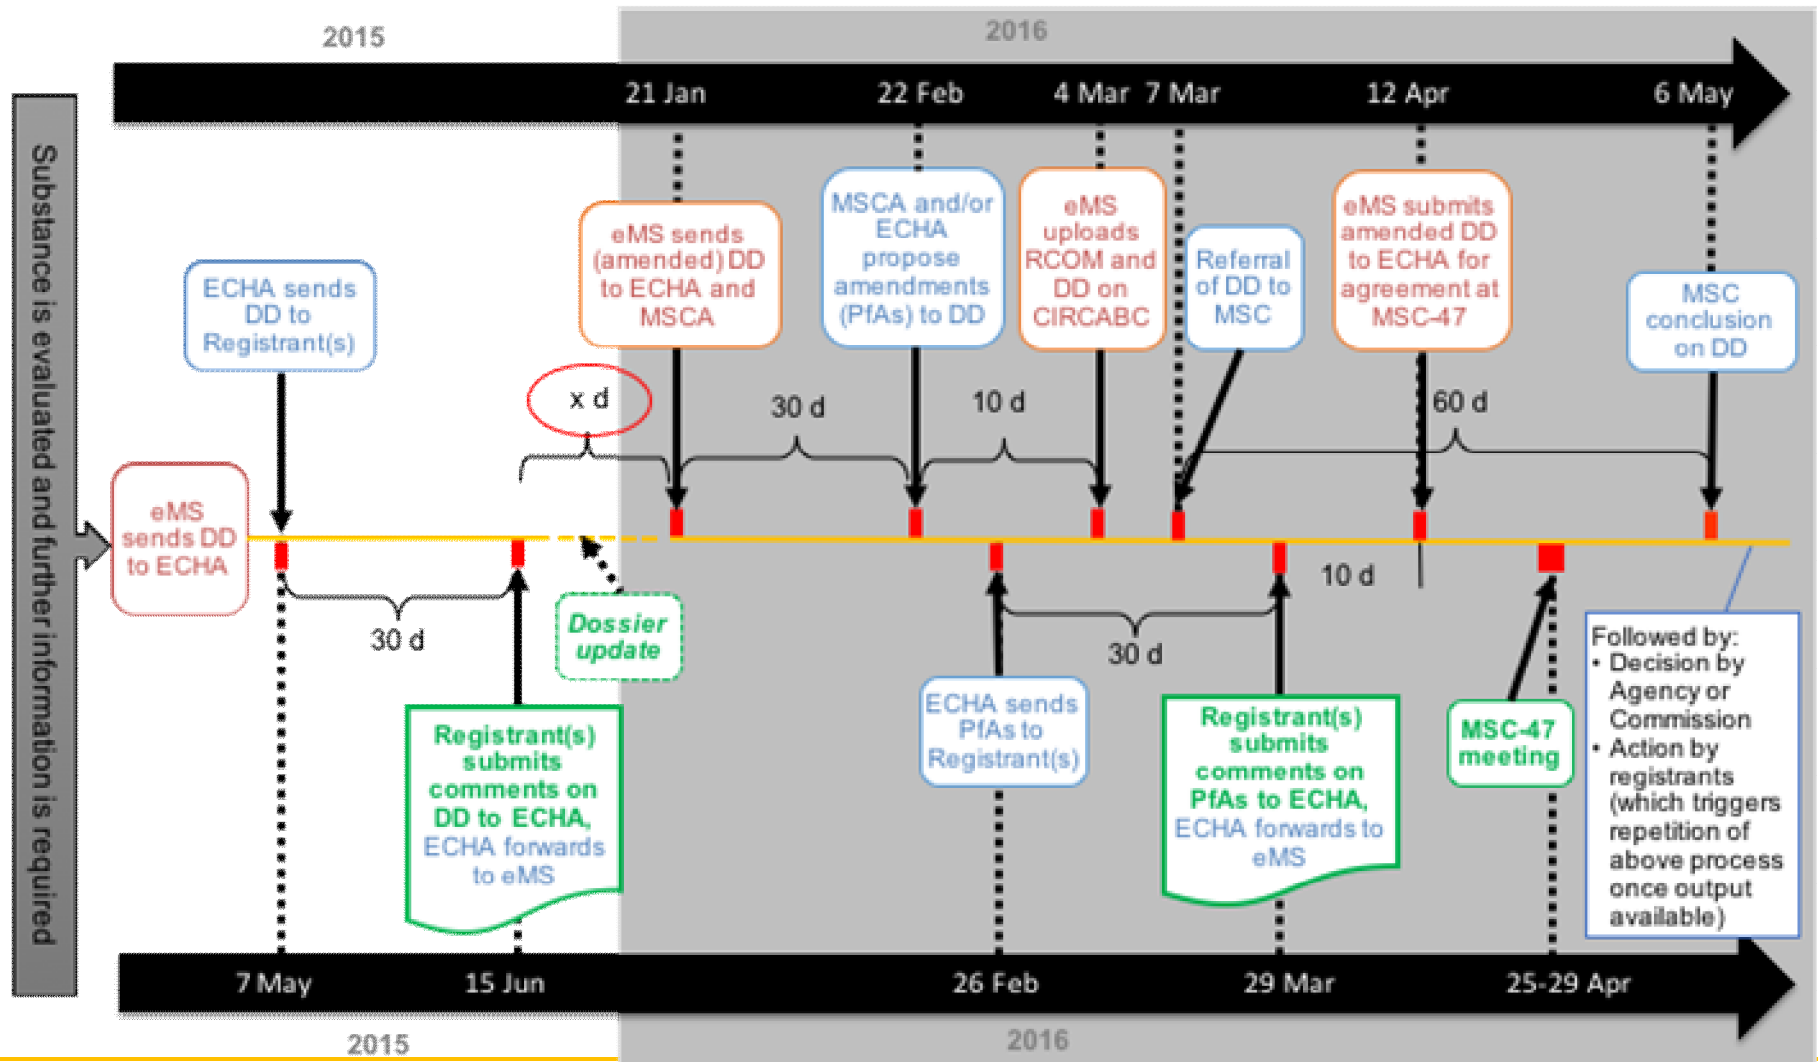 2015
2016
21 Jan
22 Feb
4 Mar
7 Mar
12 Apr
6 May
Substance is evaluated and further information is required
eMS
sends DD
to ECHA
ECHA sends
DD to
Registrant(s)
eMS sends
(amended) DD
to ECHA and
MSCA
MSCA and/or
ECHA
propose
amendments
(PfAs) to DD
eMS
uploads
RCOM and
DD on
CIRCABC
Referral
of DD to
MSC
eMS submits
amended DD
to ECHA for
agreement at
MSC-47
MSC
conclusion
on DD
x d
30 d
10 d
60 d
30 d
Dossier
update
30 d
10 d
Registrant(s)
submits
comments on
DD to ECHA,
ECHA forwards
to eMS
ECHA sends
PfAs to
Registrant(s)
Registrant(s)
submits
comments on
PfAs to ECHA,
ECHA forwards to
eMS
MSC-47
meeting
Followed by:
• Decision by
Agency or
Commission
• Action by
registrants
(which triggers
repetition of
above process
once output
available)
7 May
15 Jun
26 Feb
29 Mar
25-29 Apr
2015
2016